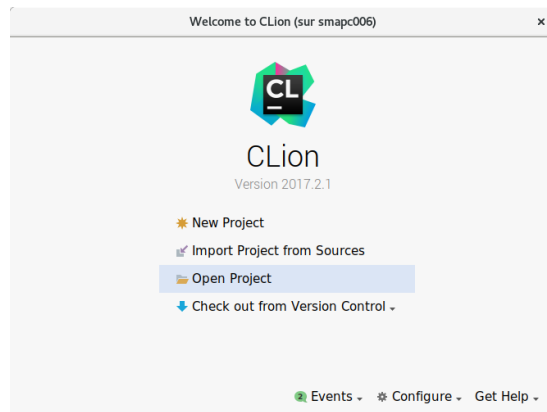 Welcome to CLion (sur smapc006)
CL
CLion
Version 2017.2.1
New Project
Import Project from Sources
Open Project
Check out from Version Control
2 Events Configure Get Help